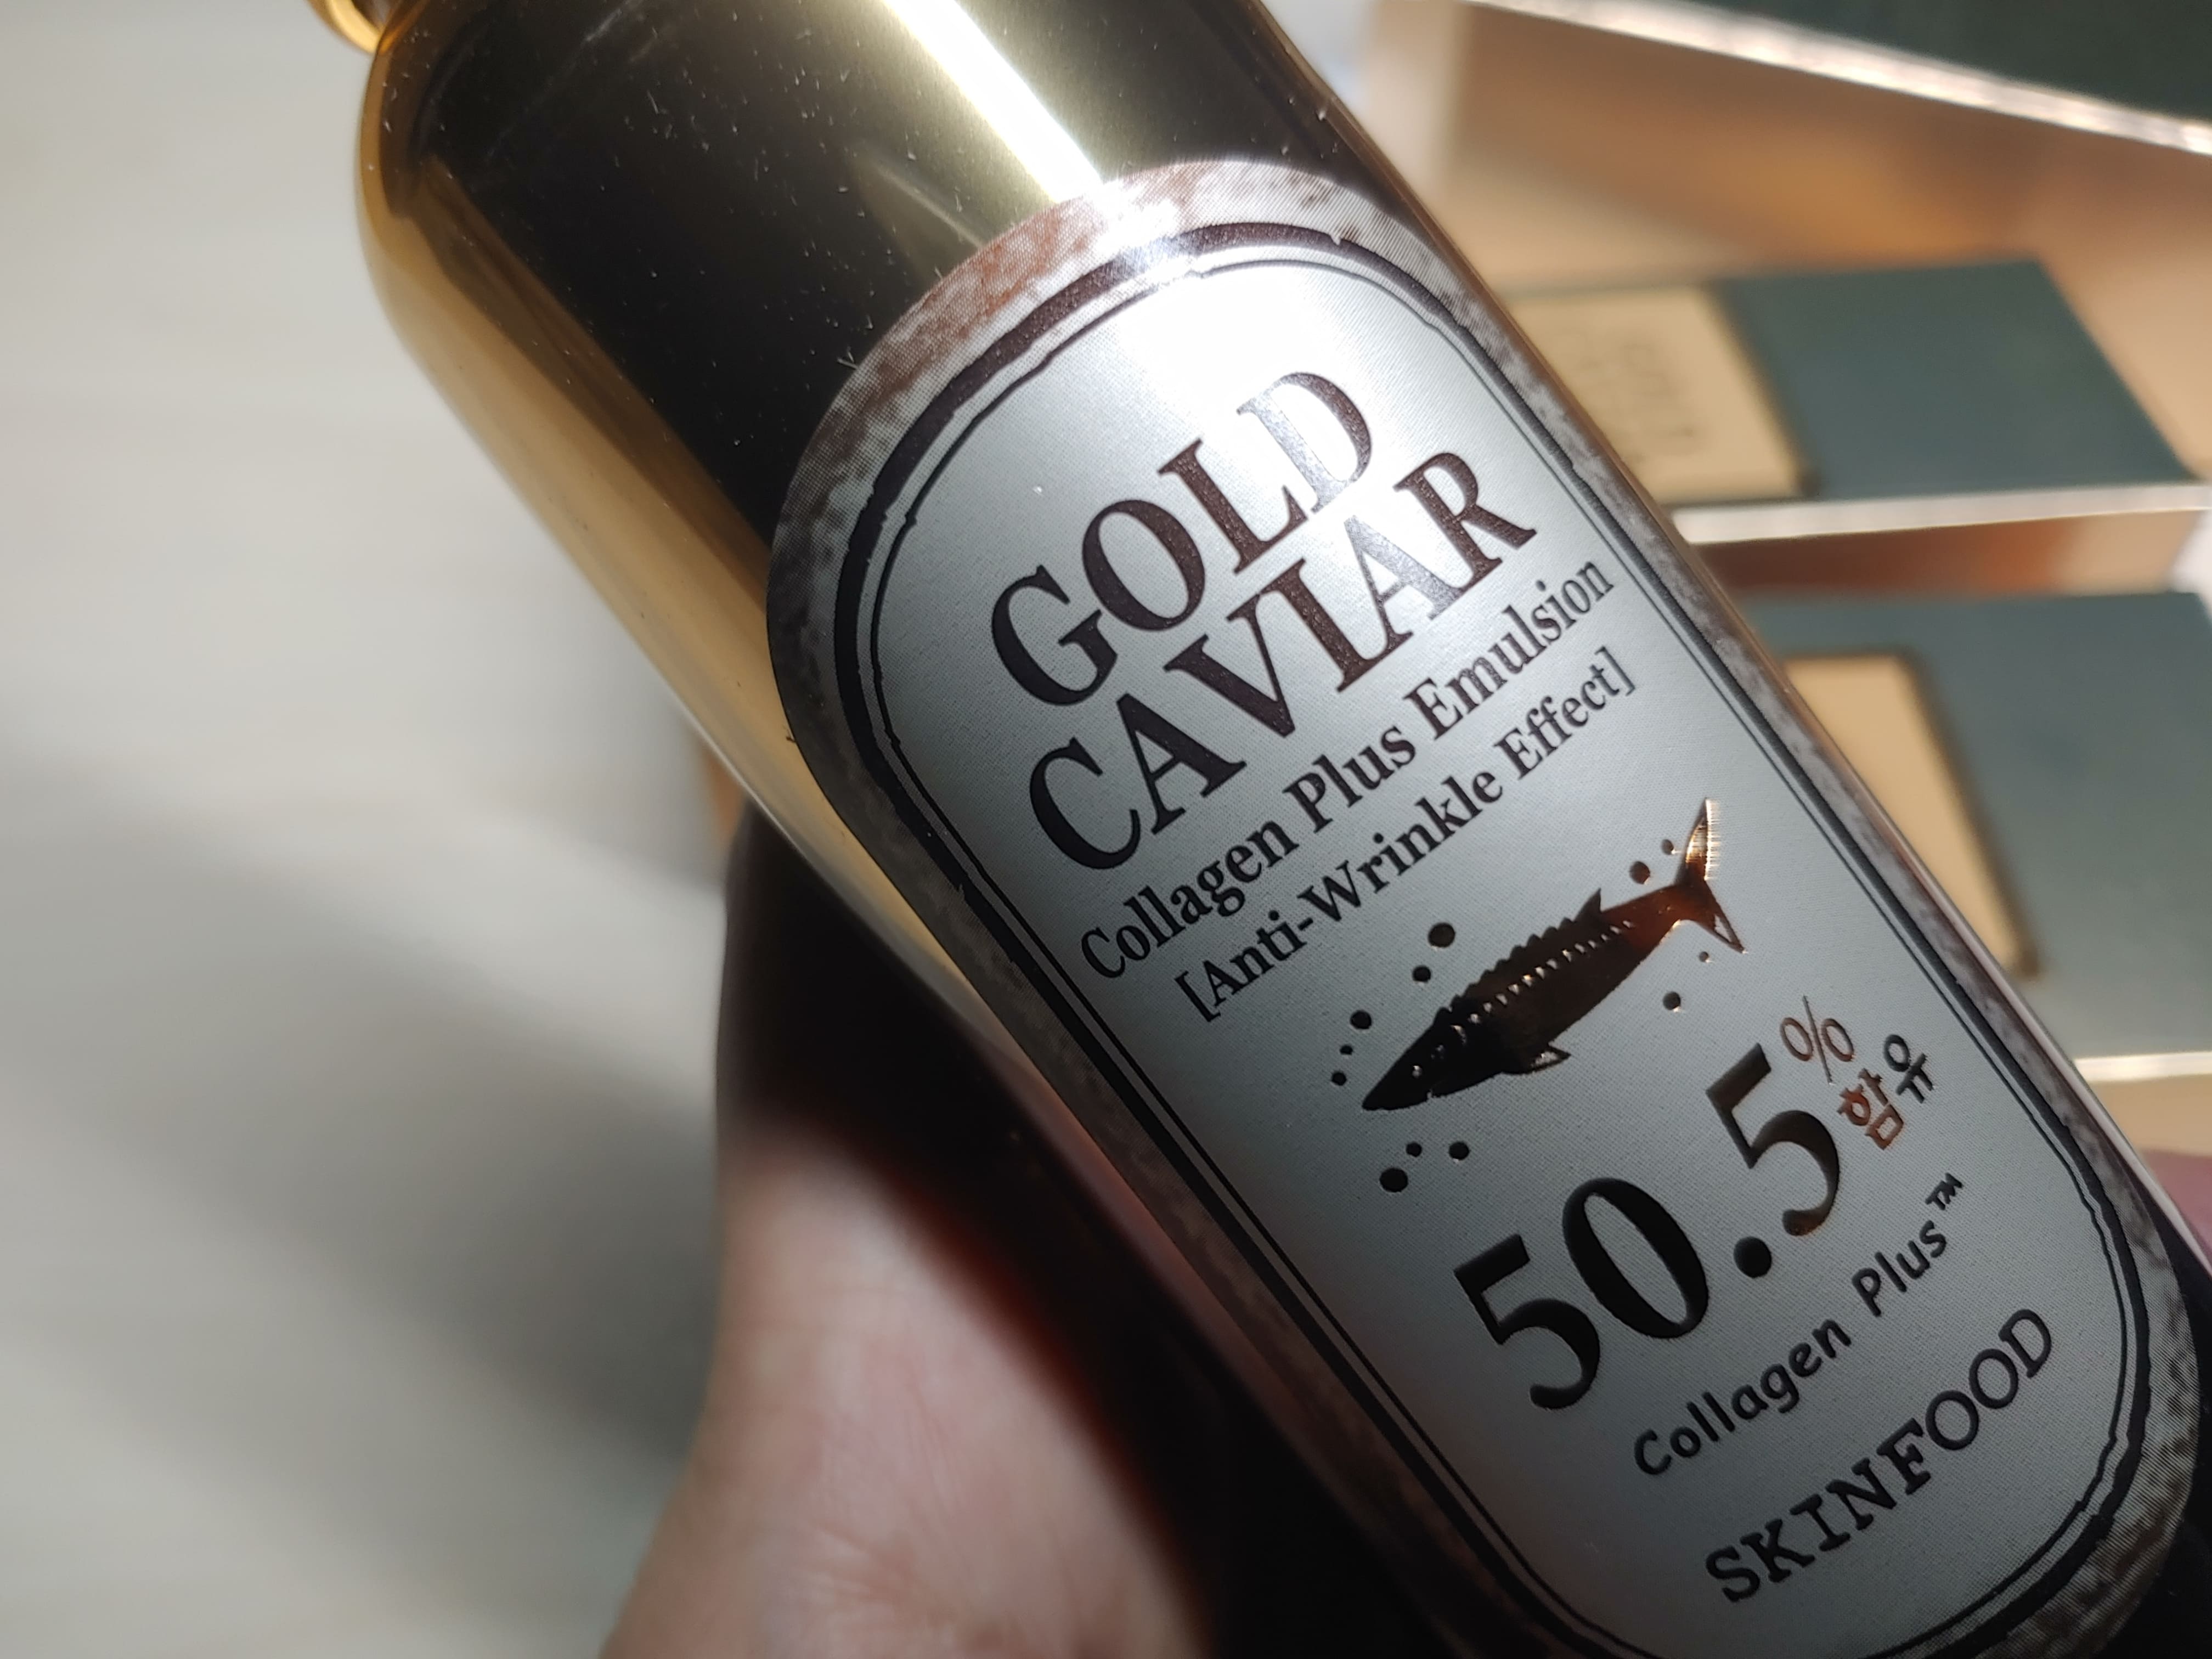 GOLD
CAVIAR
Collagen Plus Emulsion
[Anti-Wrinkle Effect]
50.5% 함유
Collagen Plus™
SKINFOOD